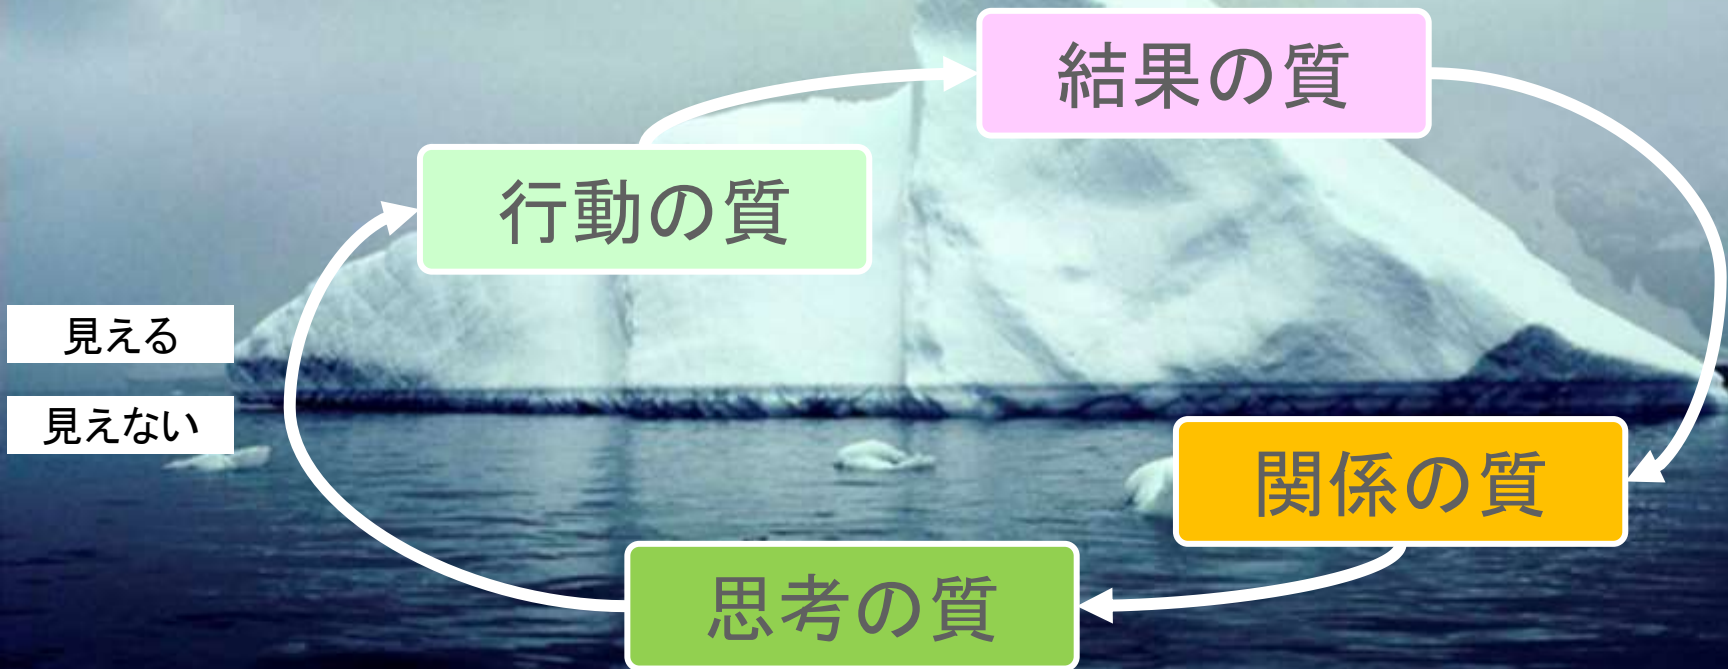 結果の質
行動の質
見える
見えない
関係の質
思考の質